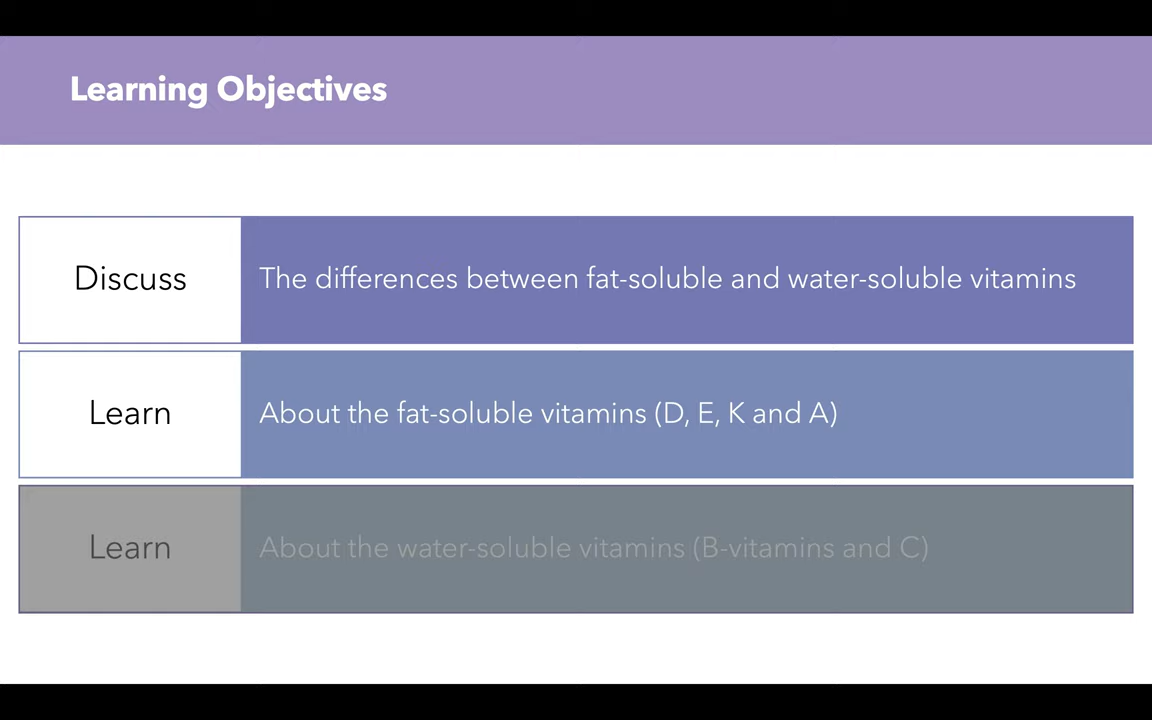 Learning Objectives
Discuss
The differences between fat-soluble and water-soluble vitamins
Learn
About the fat-soluble vitamins (D, E, K and A)
Learn
About the water-soluble vitamins (B-vitamins and C)